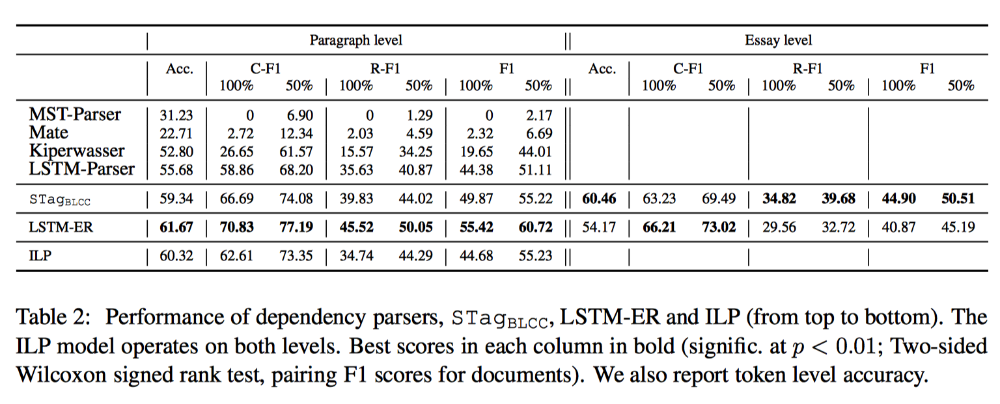 Paragraph level || Essay level
Acc. C-F1 R-F1 F1 Acc. C-F1 R-F1 F1
100% 50% | 100% 50% | 100% 50% || 100% 50% | 100% 50% | 100% 50%
MST-Parser 31.23 0 6.90 0 1.29 0 2.17
Mate 22.71 2.72 12.34 2.03 4.59 2.32 6.69
Kiperwasser 52.80 26.65 61.57 15.57 34.25 19.65 44.01
LSTM-Parser 55.68 58.86 68.20 35.63 40.87 44.38 51.11
STagBLCC | 59.34 | 66.69 74.08 | 39.83 44.02 | 49.87 55.22 || 60.46 | 63.23 69.49 | 34.82 39.68 | 44.90 50.51
LSTM-ER | 61.67 | 70.83 77.19 | 45.52 50.05 | 55.42 60.72 || 54.17 | 66.21 73.02 | 29.56 32.72 | 40.87 45.19
ILP | 60.32 | 62.61 73.35 | 34.74 44.29 | 44.68 55.23 ||
Table 2: Performance of dependency parsers, STagBLCC, LSTM-ER and ILP (from top to bottom). The
ILP model operates on both levels. Best scores in each column in bold (signific. at p < 0.01; Two-sided
Wilcoxon signed rank test, pairing F1 scores for documents). We also report token level accuracy.